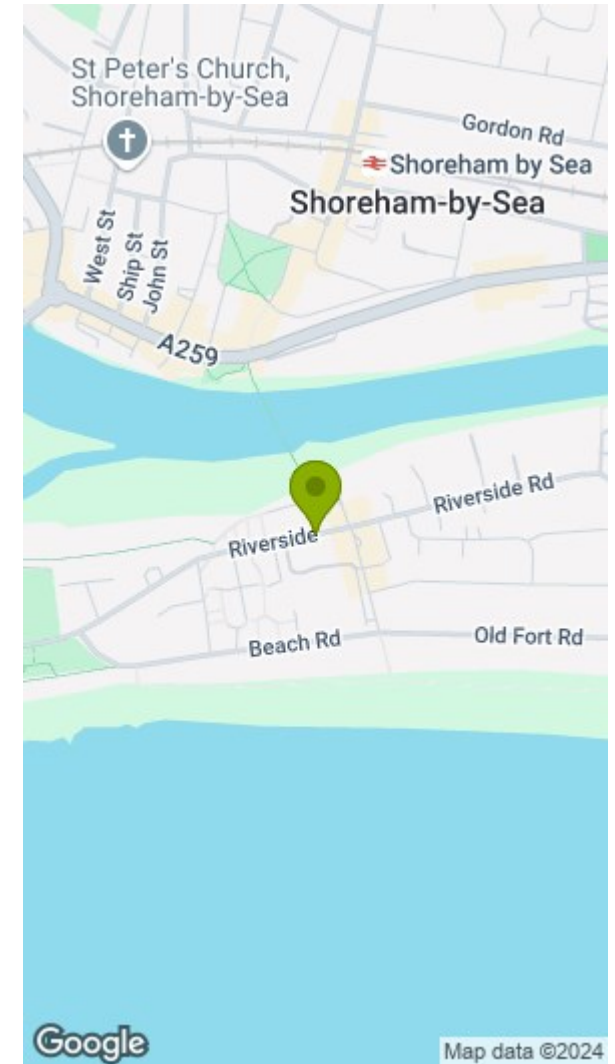 St Peter's Church,
Shoreham-by-Sea
Gordon Rd
Shoreham by Sea
Shoreham-by-Sea
West St
Ship St
John St
A259
Riverside Rd
Riverside
Beach Rd
Old Fort Rd
Google
Map data ©2024